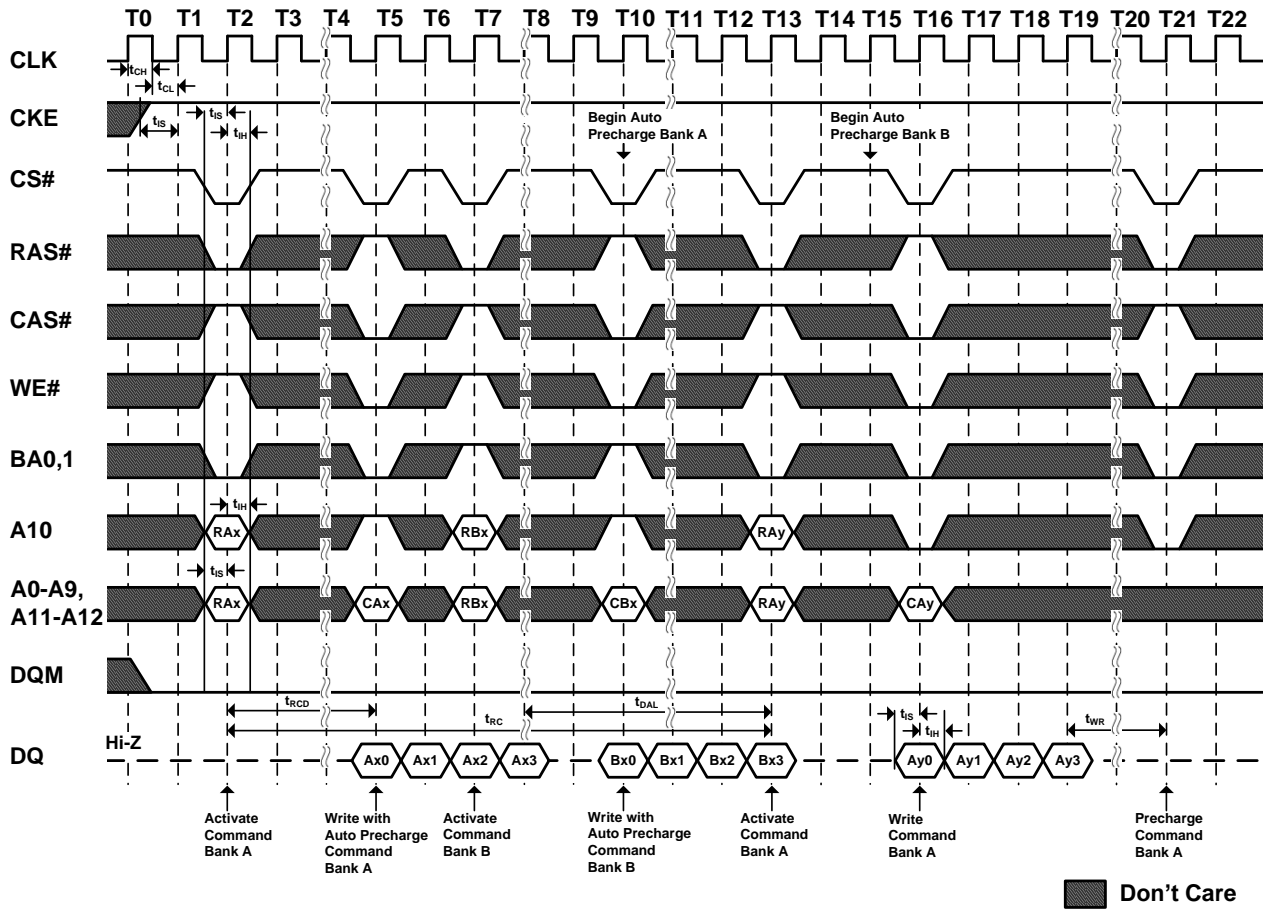 T0 T1 T2 T3 T4 T5 T6 T7 T8 T9 T10 T11 T12 T13 T14 T15 T16 T17 T18 T19 T20 T21 T22
CLK
tCH
tCL
CKE
tIS
tIS
tIH
Begin Auto
Precharge Bank A
Begin Auto
Precharge Bank B
CS#
RAS#
CAS#
WE#
BA0,1
tIH
A10
RAx RBx RAy
tIS
A0-A9,
A11-A12
RAx CAx RBx CBx RAy CAy
DQM
tRCD
tDAL
tRC
tIS
tIH
tWR
Hi-Z
DQ
Ax0 Ax1 Ax2 Ax3 Bx0 Bx1 Bx2 Bx3 Ay0 Ay1 Ay2 Ay3
Activate
Command
Bank A
Write with
Auto Precharge
Command
Bank A
Activate
Command
Bank B
Write with
Auto Precharge
Command
Bank B
Activate
Command
Bank A
Write
Command
Bank A
Precharge
Command
Bank A
Don't Care